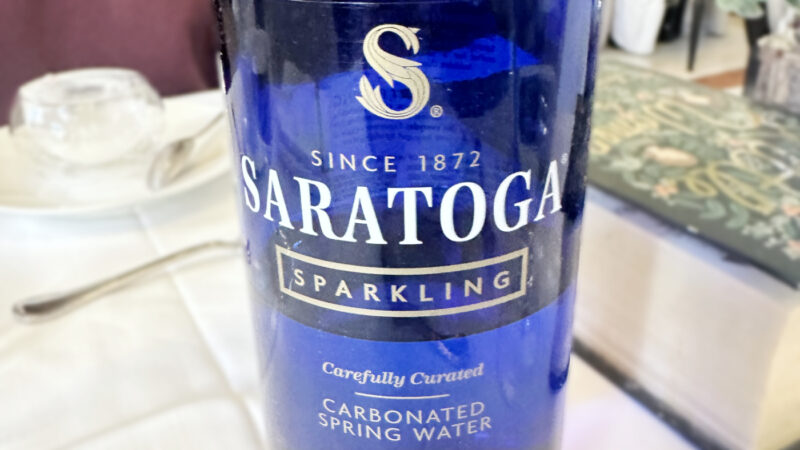 S®
SINCE 1872
SARATOGA®
SPARKLING
Carefully Curated
CARBONATED
SPRING WATER